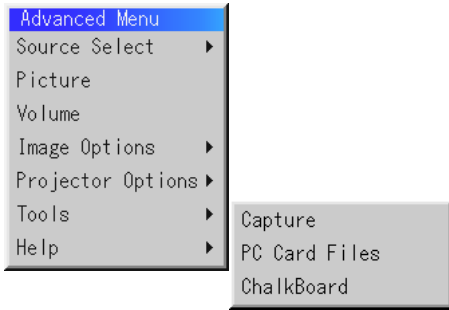 Advanced Menu
Source Select
Picture
Volume
Image Options
Projector Options
Tools
Help
Capture
PC Card Files
ChalkBoard